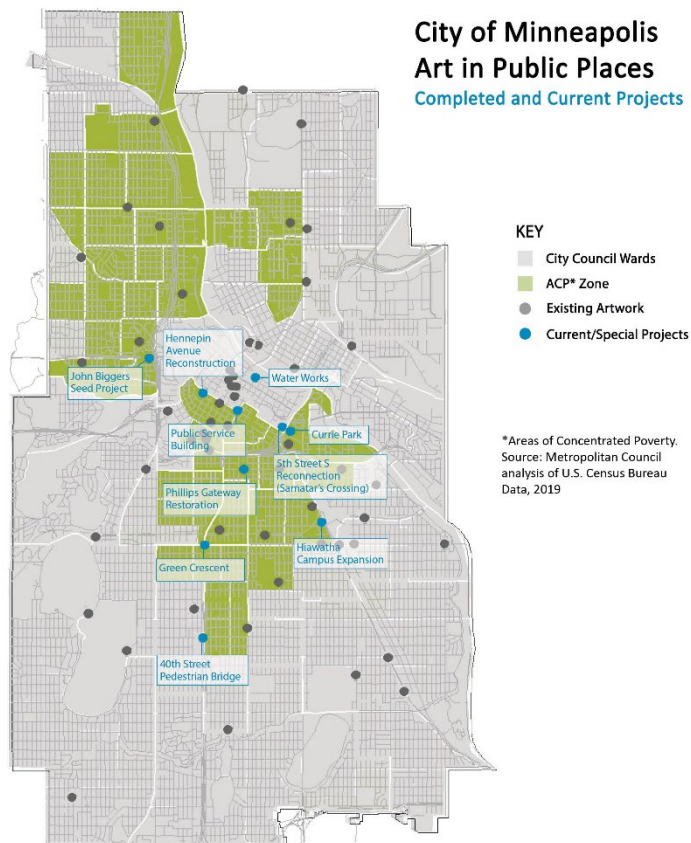 City of Minneapolis
Art in Public Places
Completed and Current Projects
KEY
City Council Wards
ACP* Zone
Existing Artwork
Current/Special Projects
*Areas of Concentrated Poverty.
Source: Metropolitan Council
analysis of U.S. Census Bureau
Data, 2019
Hennepin
Avenue
Reconstruction
John Biggers
Seed Project
Water Works
Public Service
Building
Currie Park
5th Street S
Reconnection
(Samatar's Crossing)
Phillips Gateway
Restoration
Hiawatha
Campus Expansion
Green Crescent
40th Street
Pedestrian Bridge